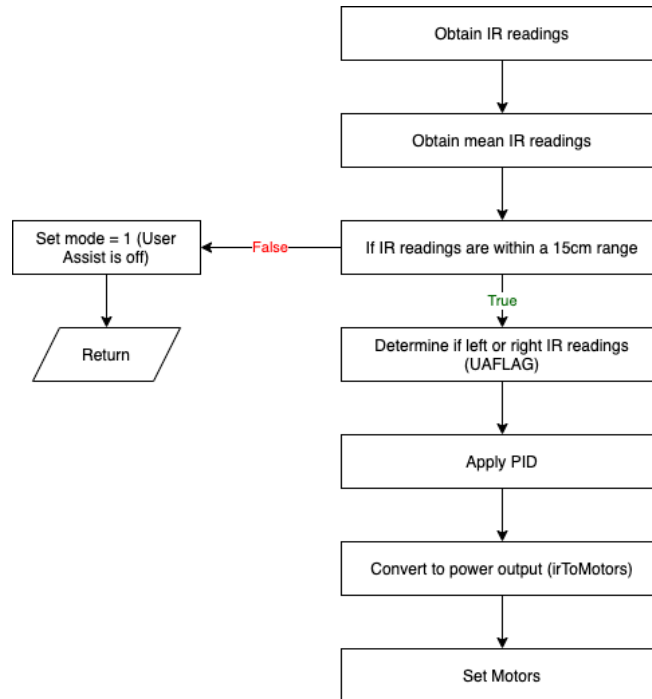 Obtain IR readings
Obtain mean IR readings
Set mode = 1 (User
Assist is off)
False
If IR readings are within a 15cm range
True
Return
Determine if left or right IR readings
(UAFLAG)
Apply PID
Convert to power output (irToMotors)
Set Motors